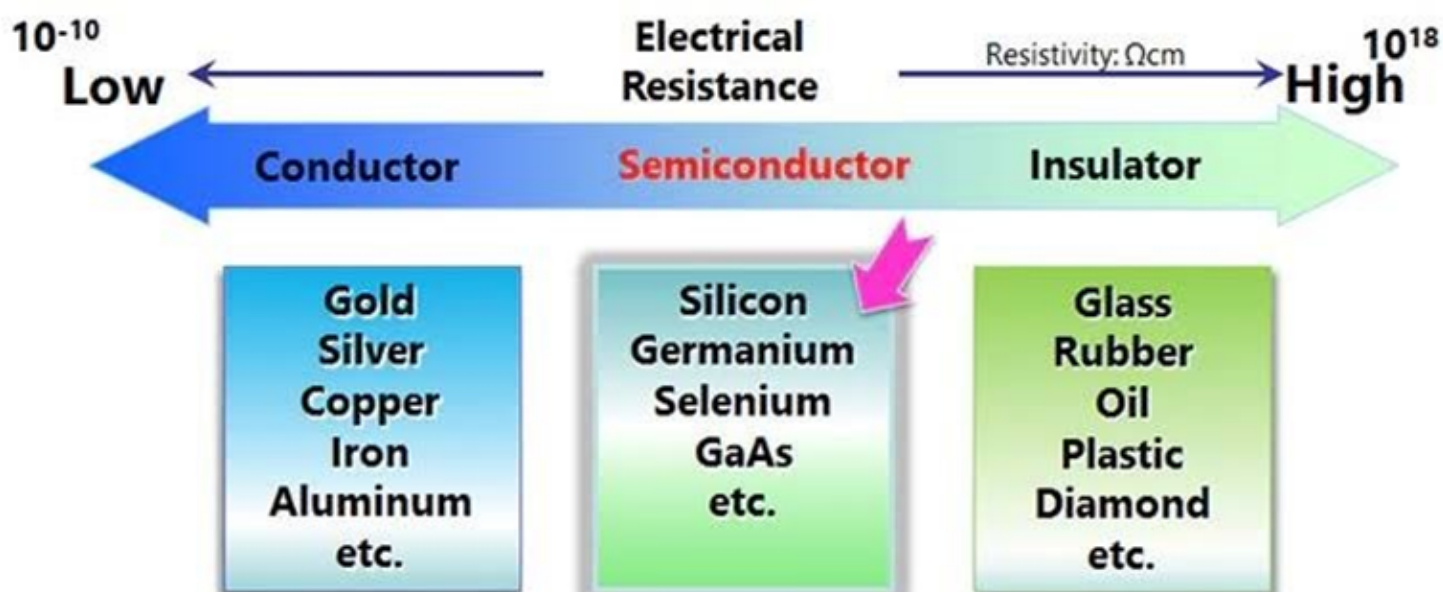 10-10
Low
Electrical
Resistance
Resistivity: Ωcm
1018
High
Conductor
Semiconductor
Insulator
Gold
Silver
Copper
Iron
Aluminum
etc.
Silicon
Germanium
Selenium
GaAs
etc.
Glass
Rubber
Oil
Plastic
Diamond
etc.